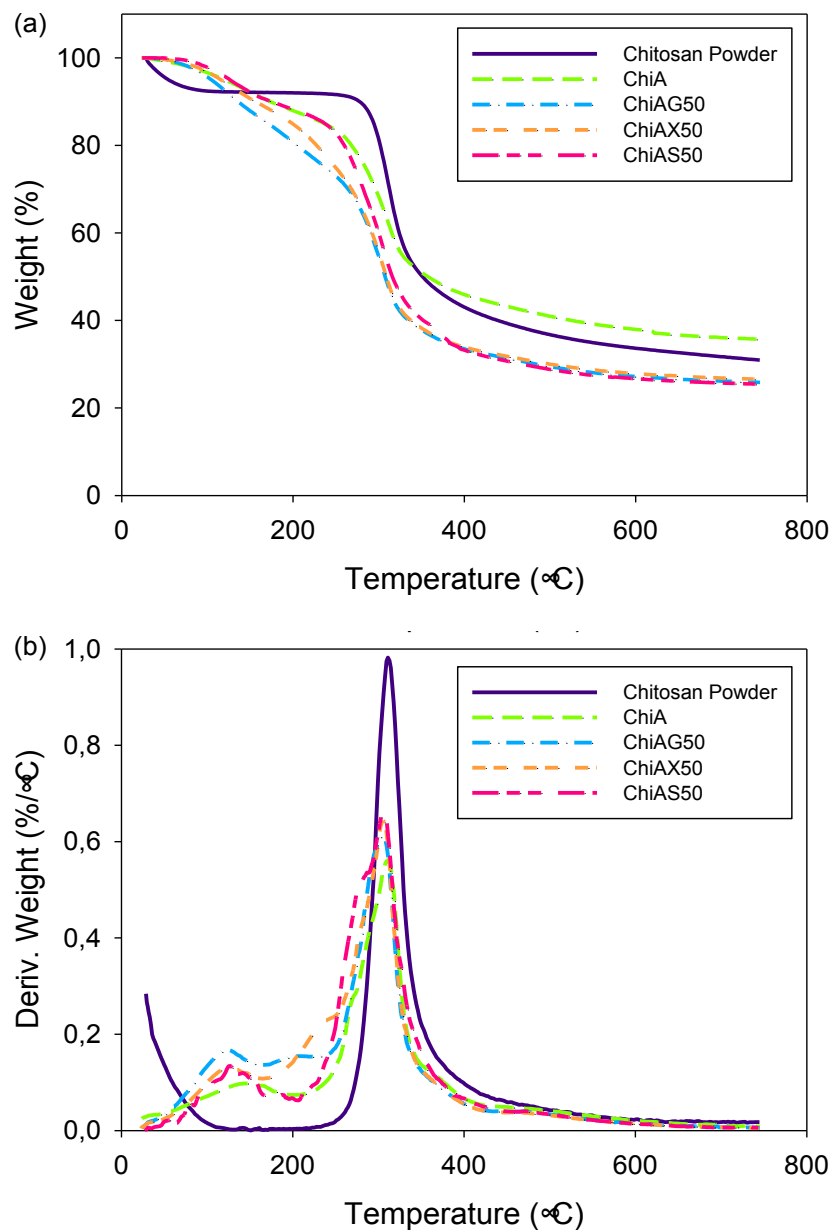 (a)
100
80
60
40
20
0
Weight (%)
Chitosan Powder
ChiA
ChiAG50
ChiAX50
ChiAS50
0 200 400 600 800
Temperature (∞C)
(b)
1,0
0,8
0,6
0,4
0,2
0,0
Deriv. Weight (%/∞C)
Chitosan Powder
ChiA
ChiAG50
ChiAX50
ChiAS50
0 200 400 600 800
Temperature (∞C)